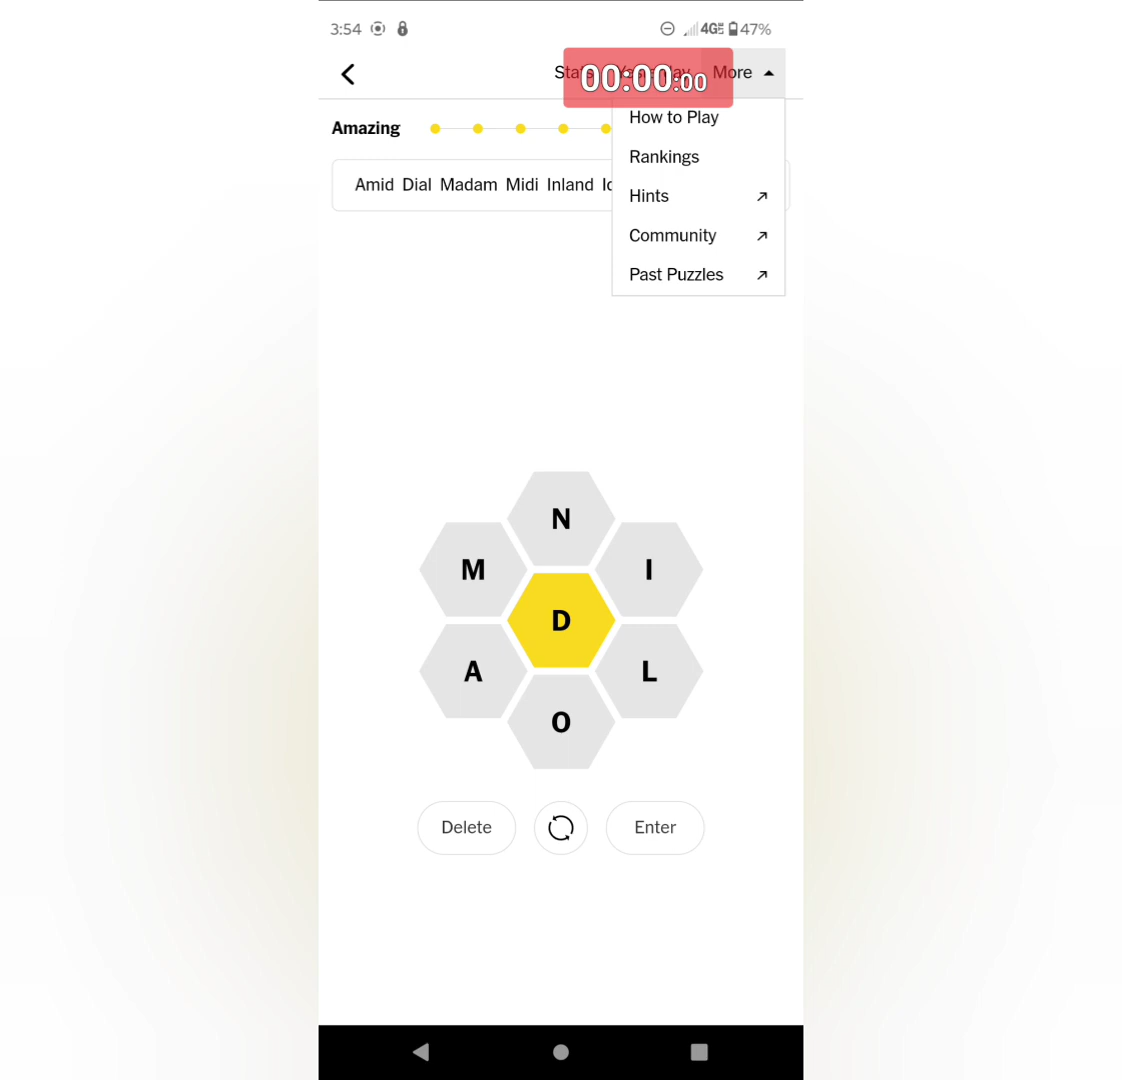 3:54 4G 47%
More
00:00:00
How to Play
Amazing
Rankings
Amid Dial Madam Midi Inland
Hints
Community
Past Puzzles
N
M I
D
A L
O
Delete Enter